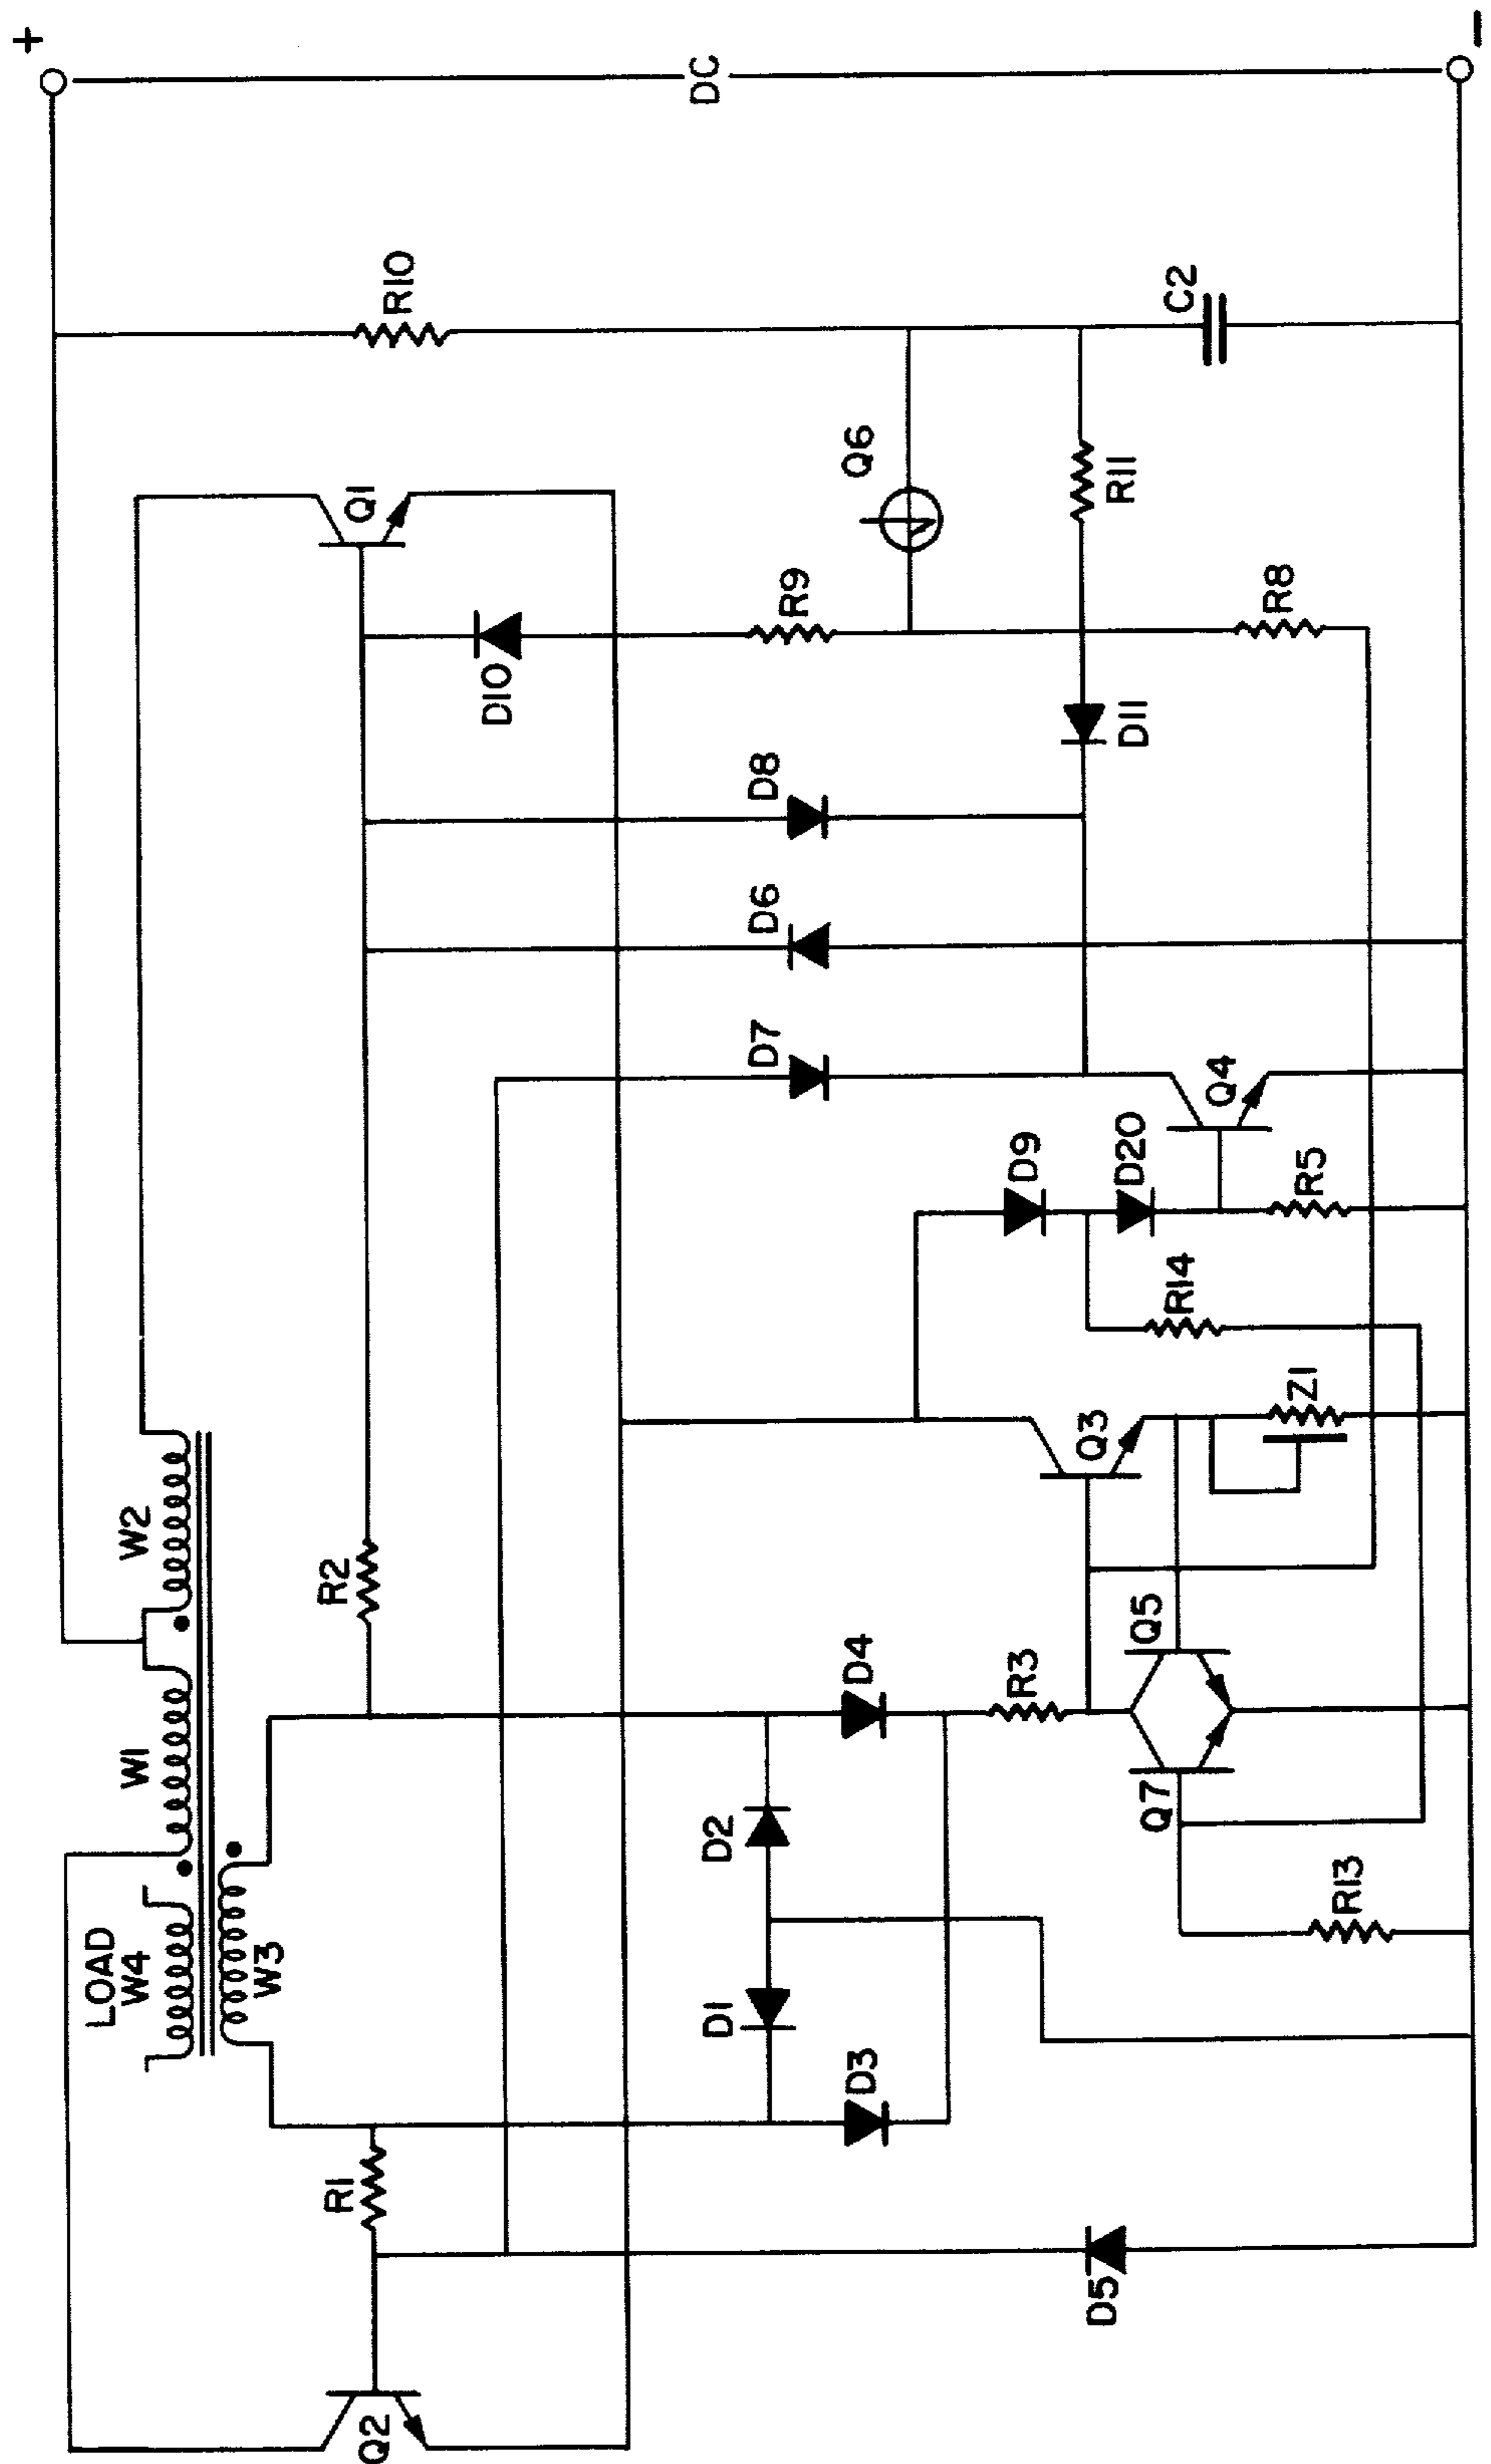 +
DC
−
R10
C2
Q1
Q6
R11
D10
R9
R8
D11
D8
D6
D7
Q4
D9
D20
R5
R14
Z1
Q3
W2
R2
Q5
D4
R3
W1
Q7
D2
R13
LOAD
W4
W3
D1
D3
R1
D5
Q2